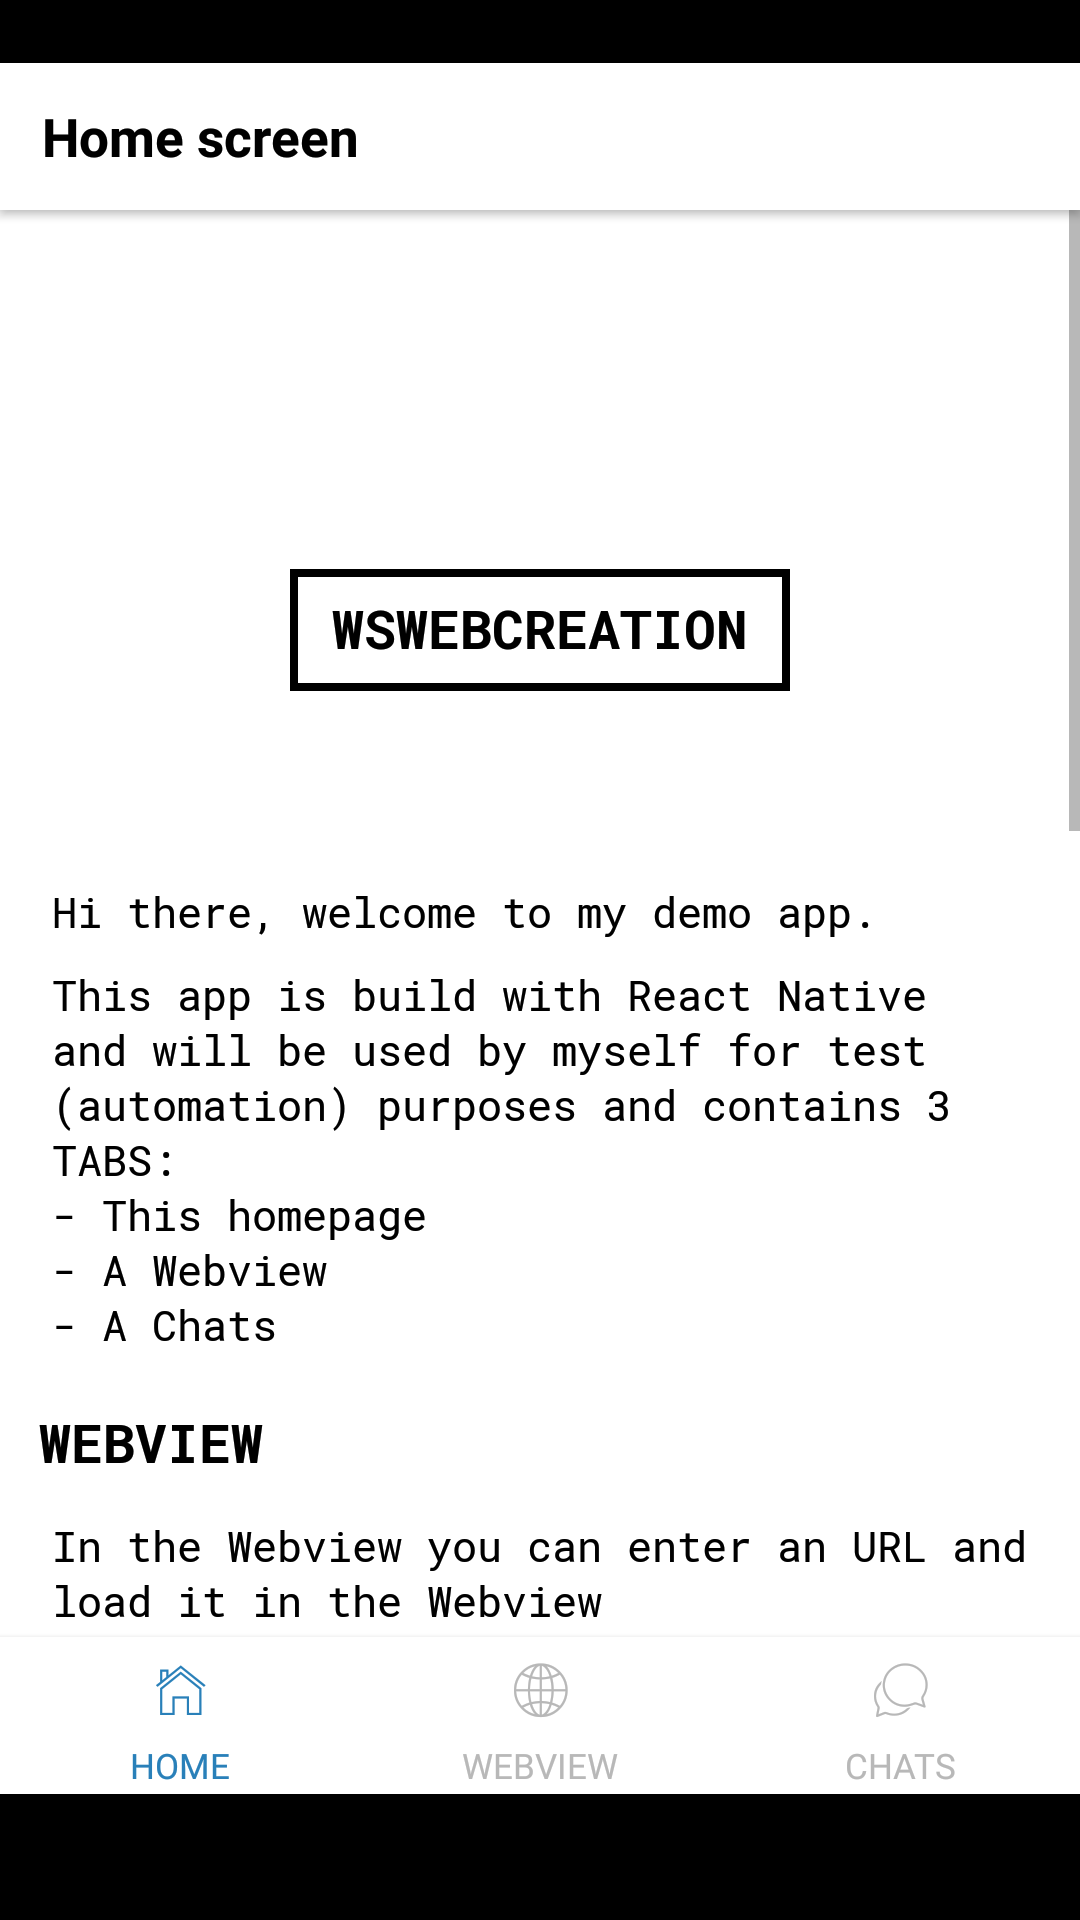 Home screen
WSWEBCREATION
Hi there, welcome to my demo app.
This app is build with React Native
and will be used by myself for test
(automation) purposes and contains 3
TABS:
- This homepage
- A Webview
- A Chats
WEBVIEW
In the Webview you can enter an URL and
load it in the Webview
HOME
WEBVIEW
CHATS